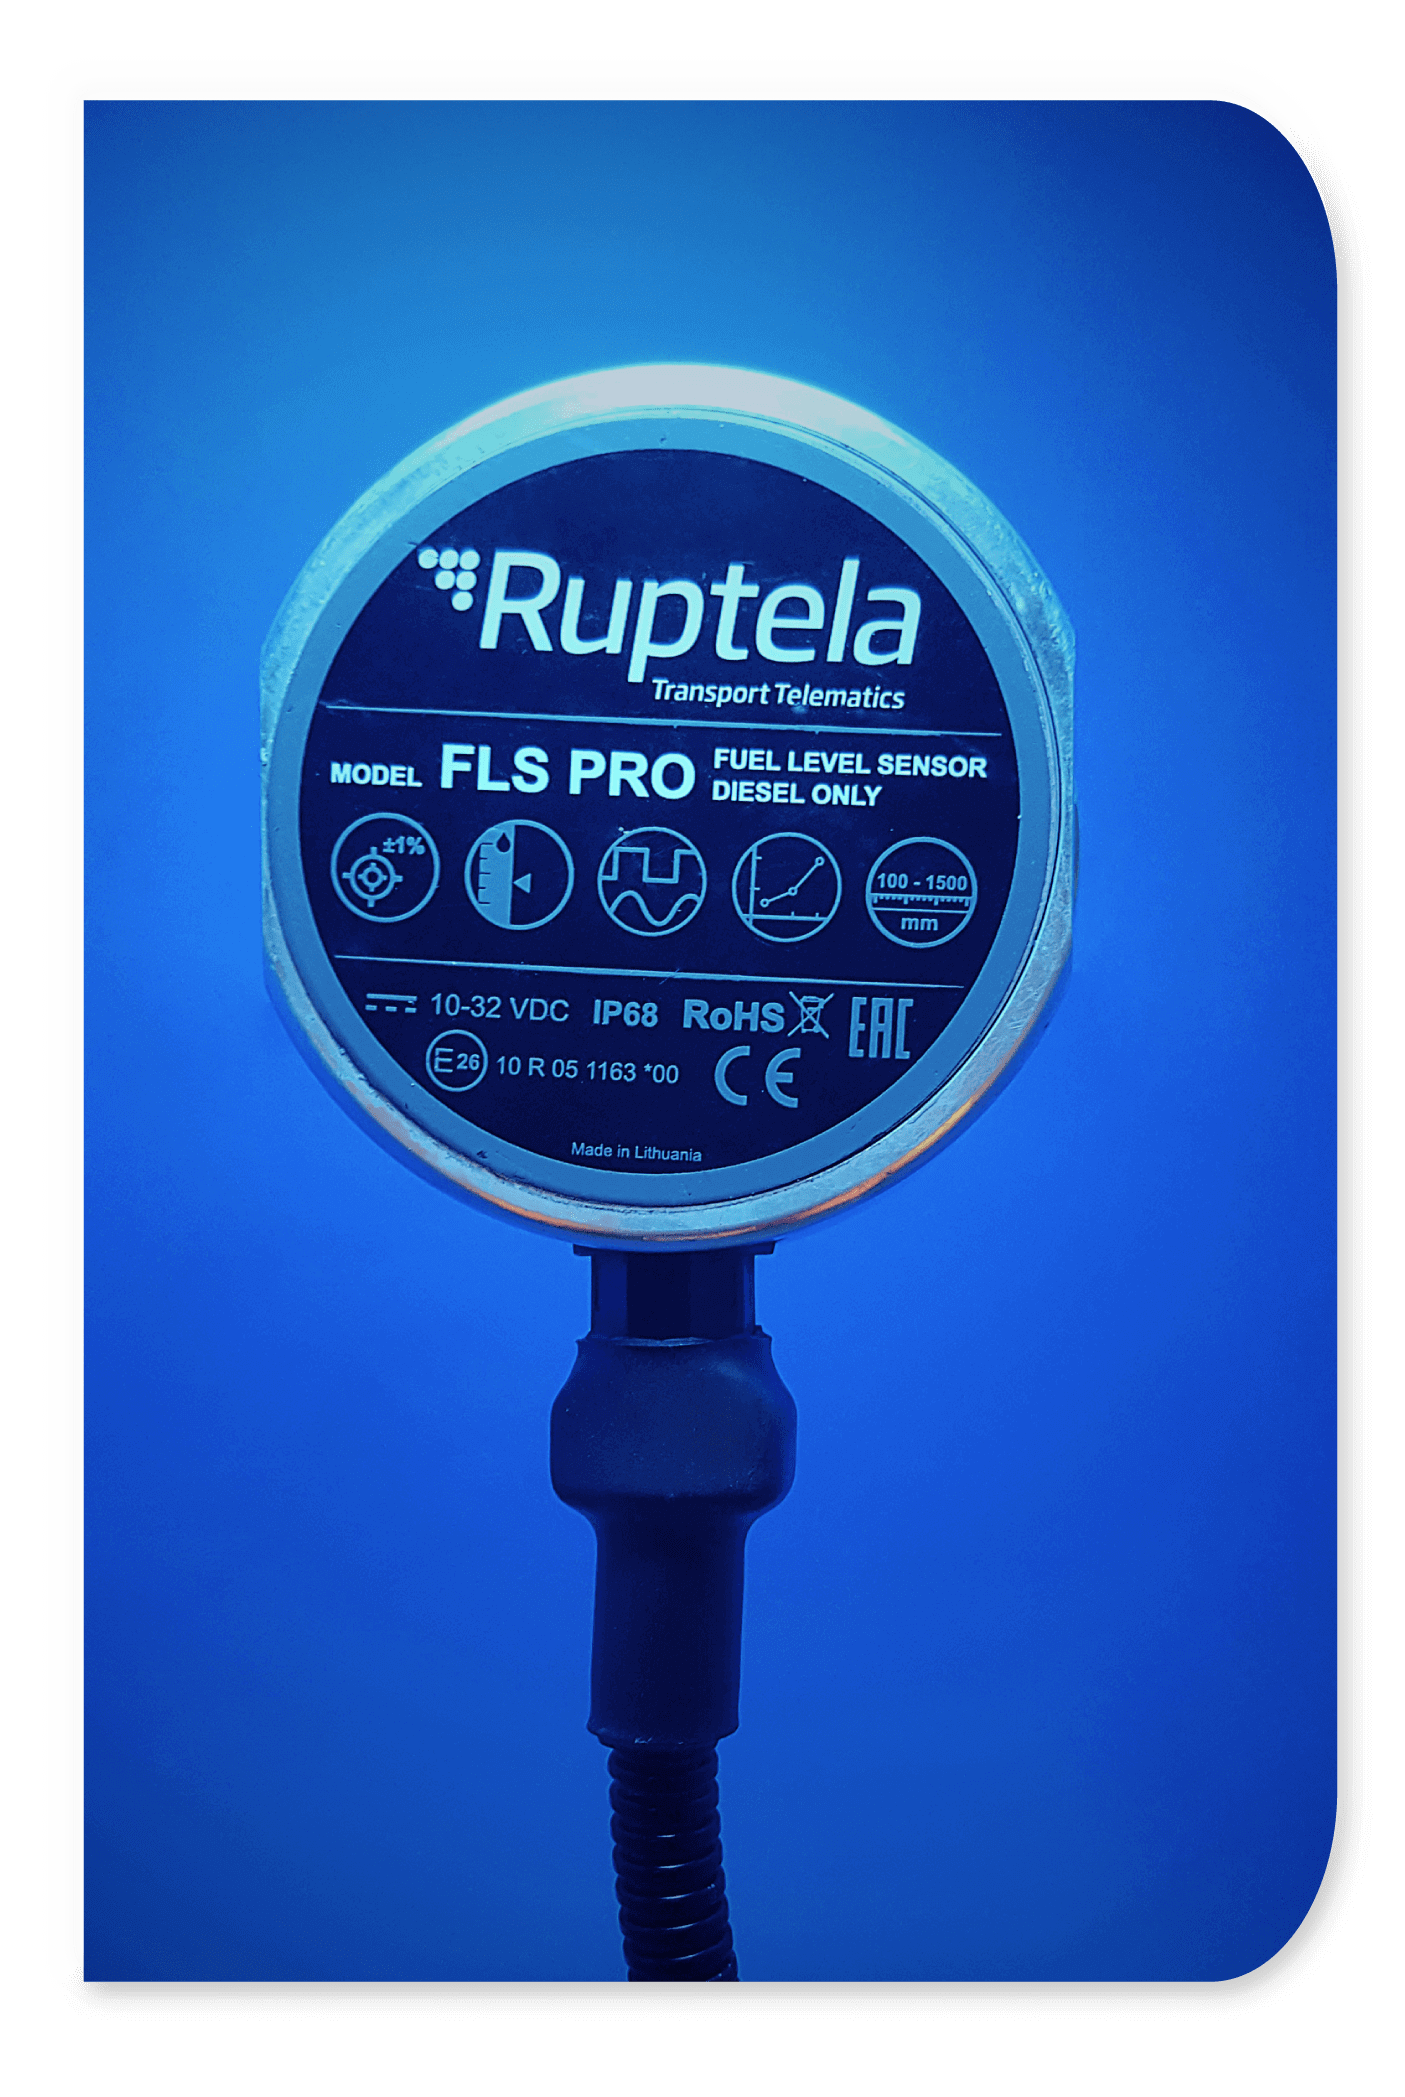 Ruptela
Transport Telematics
MODEL FLS PRO FUEL LEVEL SENSOR
DIESEL ONLY
±1%
100 - 1500
mm
10-32 VDC IP68 RoHS EAC
E26 10 R 05 1163 *00 CE
Made in Lithuania